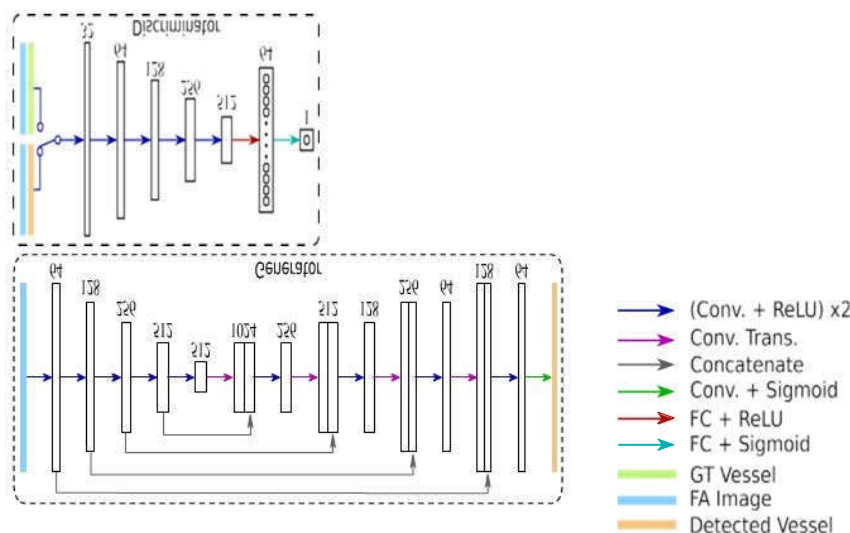 Discriminator
32
64
128
256
512
64
1
Generator
64
128
256
512
512
1024
256
512
128
256
64
128
64
(Conv. + ReLU) x2
Conv. Trans.
Concatenate
Conv. + Sigmoid
FC + ReLU
FC + Sigmoid
GT Vessel
FA Image
Detected Vessel